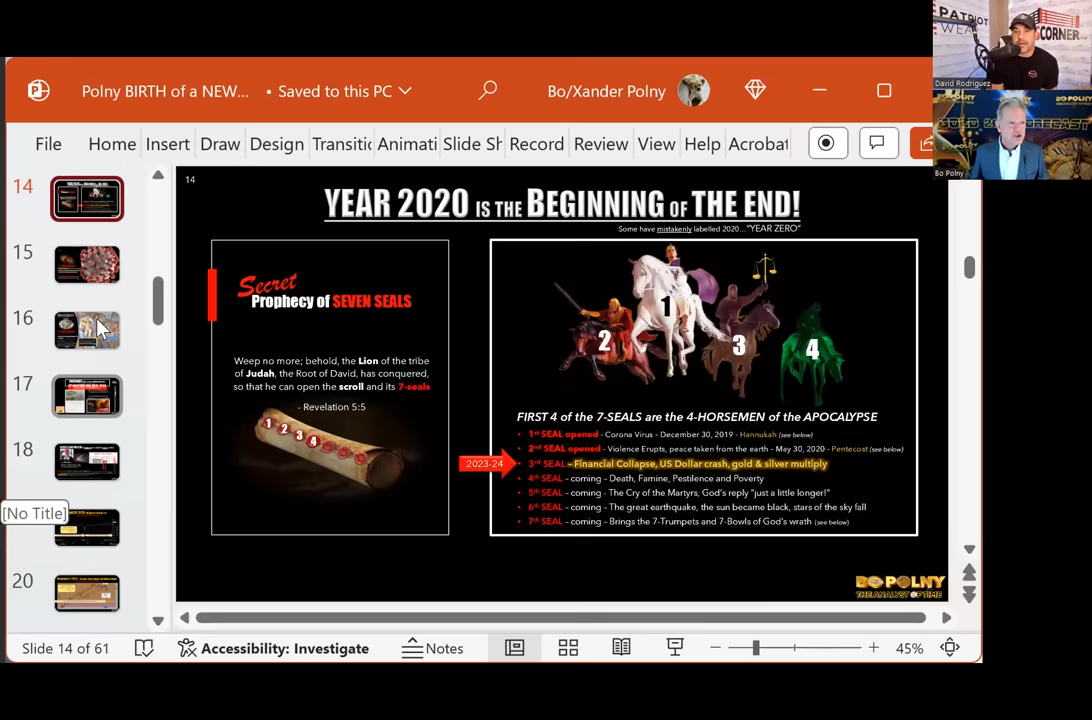 PATRIOT
WEA
CORNER
David Rodriguez
Bo Polny
Polny BIRTH of a NEW... • Saved to this PC
Bo/Xander Polny
File Home Insert Draw Design Transitic Animati Slide Sh Record Review View Help Acrobat
14
15
16
17
18
20
[No Title]
14
YEAR 2020 IS THE BEGINNING OF THE END!
Some have mistakenly labelled 2020..."YEAR ZERO"
Secret
Prophecy of SEVEN SEALS
Weep no more; behold, the Lion of the tribe
of Judah, the Root of David, has conquered,
so that he can open the scroll and its 7-seals
- Revelation 5:5
1 2 3 4
2 1 3 4
FIRST 4 of the 7-SEALS are the 4-HORSEMEN of the APOCALYPSE
• 1st SEAL opened - Corona Virus - December 30, 2019 - Hannukah (see below)
• 2nd SEAL opened - Violence Erupts, peace taken from the earth – May 30, 2020 - Pentecost (see below)
2023-24
• 3rd SEAL – Financial Collapse, US Dollar crash, gold & silver multiply
• 4th SEAL – coming – Death, Famine, Pestilence and Poverty
• 5th SEAL – coming – The Cry of the Martyrs, God's reply "just a little longer!"
• 6th SEAL – coming – The great earthquake, the sun became black, stars of the sky fall
• 7th SEAL – coming – Brings the 7-Trumpets and 7-Bowls of God's wrath (see below)
BO POLNY
THE ANALYST OF TIME
Slide 14 of 61
Accessibility: Investigate
Notes
45%